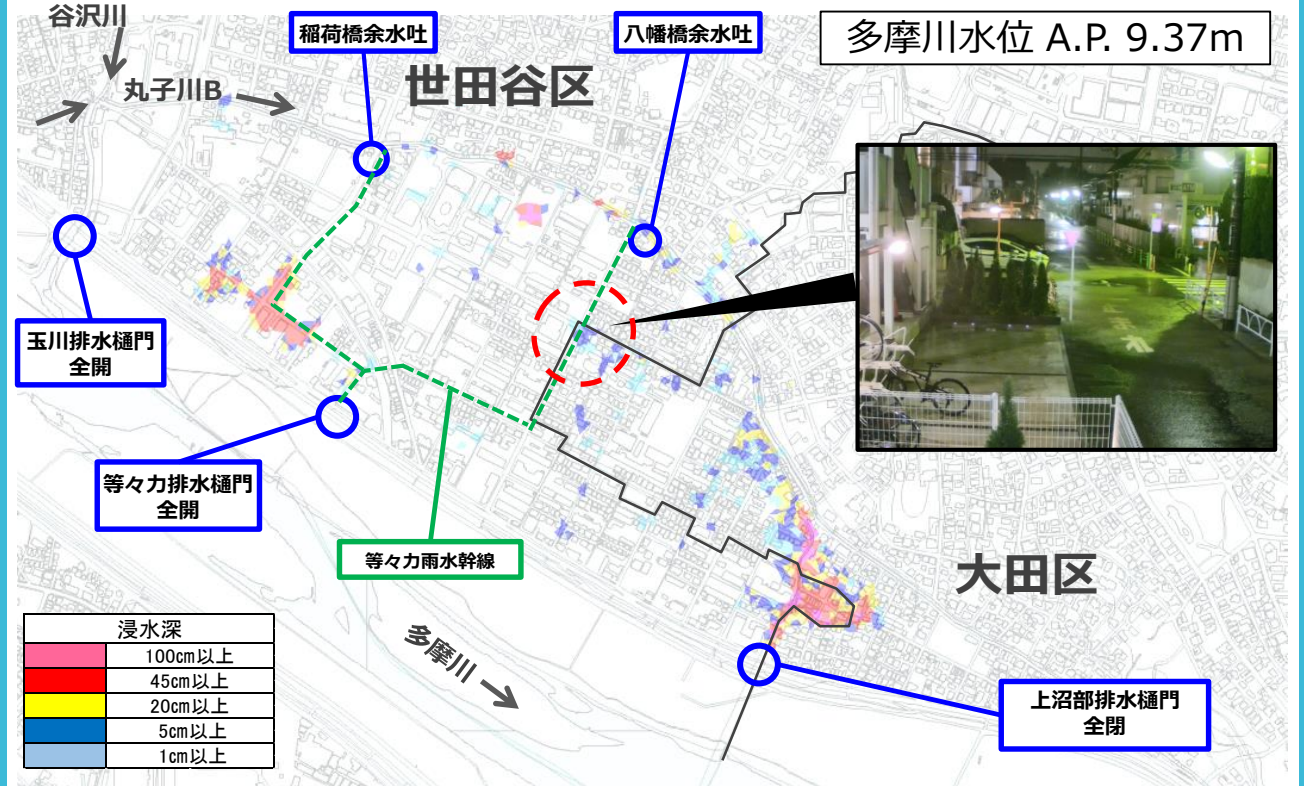 谷沢川
丸子川B
稲荷橋余水吐
八幡橋余水吐
多摩川水位 A.P. 9.37m
世田谷区
玉川排水樋門
全開
等々力排水樋門
全開
等々力雨水幹線
大田区
多摩川
上沼部排水樋門
全閉
浸水深
100cm以上
45cm以上
20cm以上
5cm以上
1cm以上